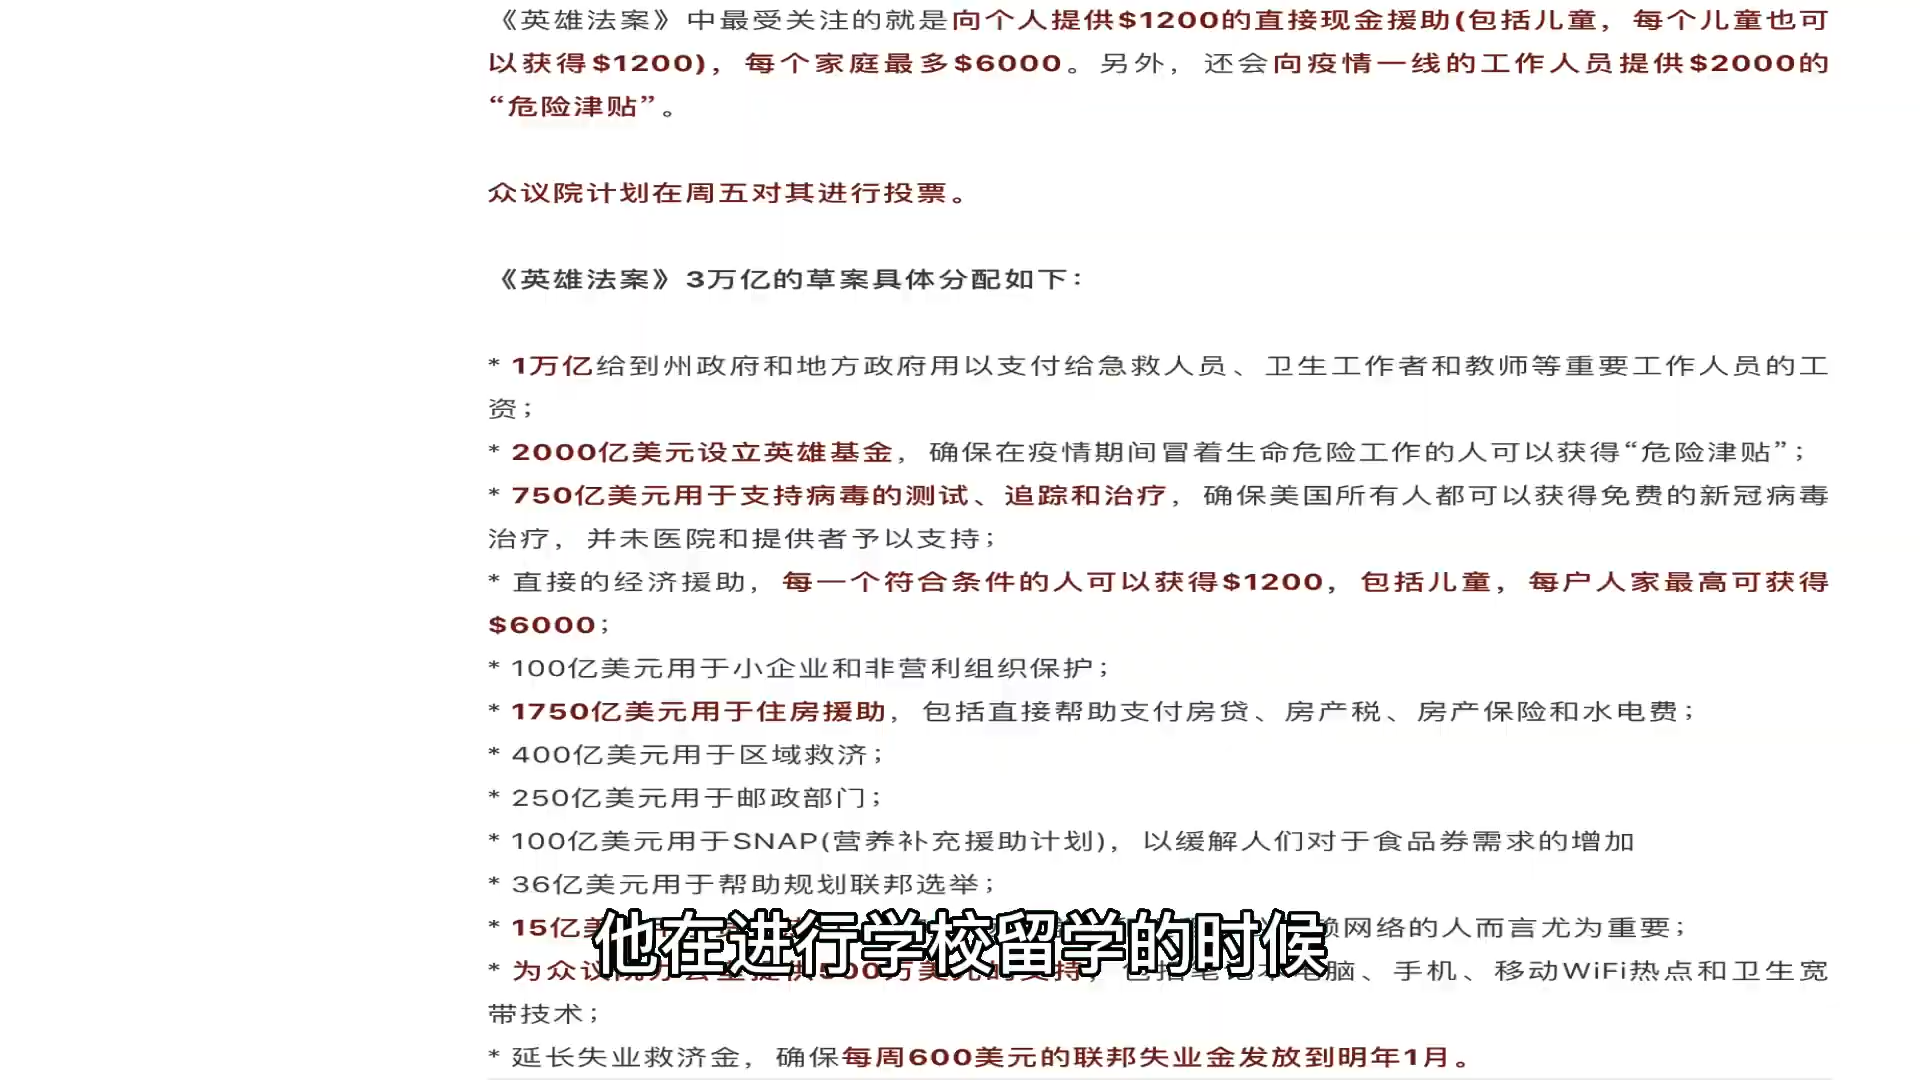 《英雄法案》中最受关注的就是向个人提供$1200的直接现金援助(包括儿童，每个儿童也可
以获得$1200)，每个家庭最多$6000。另外，还会向疫情一线的工作人员提供$2000的
“危险津贴”。
众议院计划在周五对其进行投票。
《英雄法案》3万亿的草案具体分配如下：
* 1万亿给到州政府和地方政府用以支付给急救人员、卫生工作者和教师等重要工作人员的工
资；
* 2000亿美元设立英雄基金，确保在疫情期间冒着生命危险工作的人可以获得“危险津贴”；
* 750亿美元用于支持病毒的测试、追踪和治疗，确保美国所有人都可以获得免费的新冠病毒
治疗，并未医院和提供者予以支持；
* 直接的经济援助，每一个符合条件的人可以获得$1200，包括儿童，每户人家最高可获得
$6000；
* 100亿美元用于小企业和非营利组织保护；
* 1750亿美元用于住房援助，包括直接帮助支付房贷、房产税、房产保险和水电费；
* 400亿美元用于区域救济；
* 250亿美元用于邮政部门；
* 100亿美元用于SNAP(营养补充援助计划)，以缓解人们对于食品券需求的增加
* 36亿美元用于帮助规划联邦选举；
* 15亿美 网络的人而言尤为重要；
他在进行学校留学的时候
* 为众议院办公室提供500万美元的支持，包括笔记本电脑、手机、移动WiFi热点和卫生宽
带技术；
* 延长失业救济金，确保每周600美元的联邦失业金发放到明年1月。